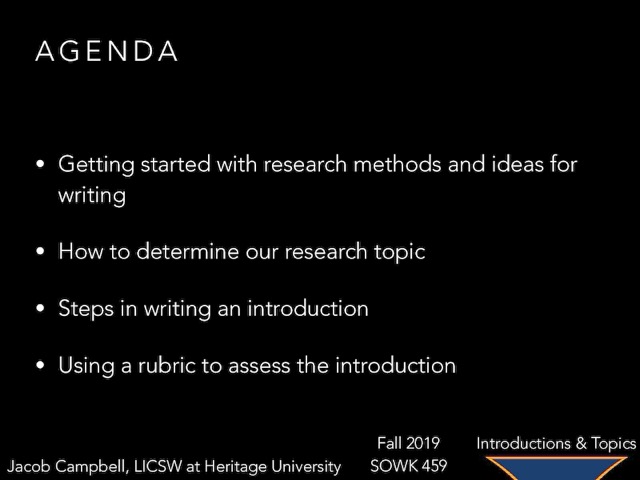 AGENDA
• Getting started with research methods and ideas for
writing
• How to determine our research topic
• Steps in writing an introduction
• Using a rubric to assess the introduction
Fall 2019 Introductions & Topics
Jacob Campbell, LICSW at Heritage University SOWK 459